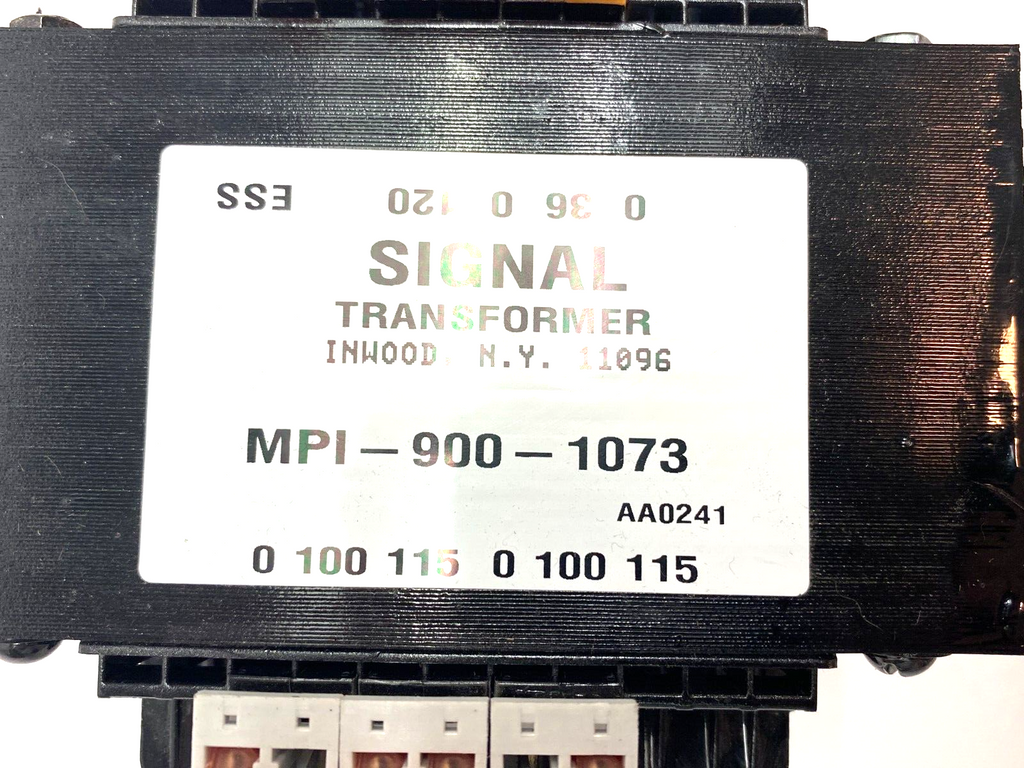 0 36 0 120 ESS
SIGNAL
TRANSFORMER
INWOOD, N.Y. 11096
MPI-900-1073
AA0241
0 100 115 0 100 115